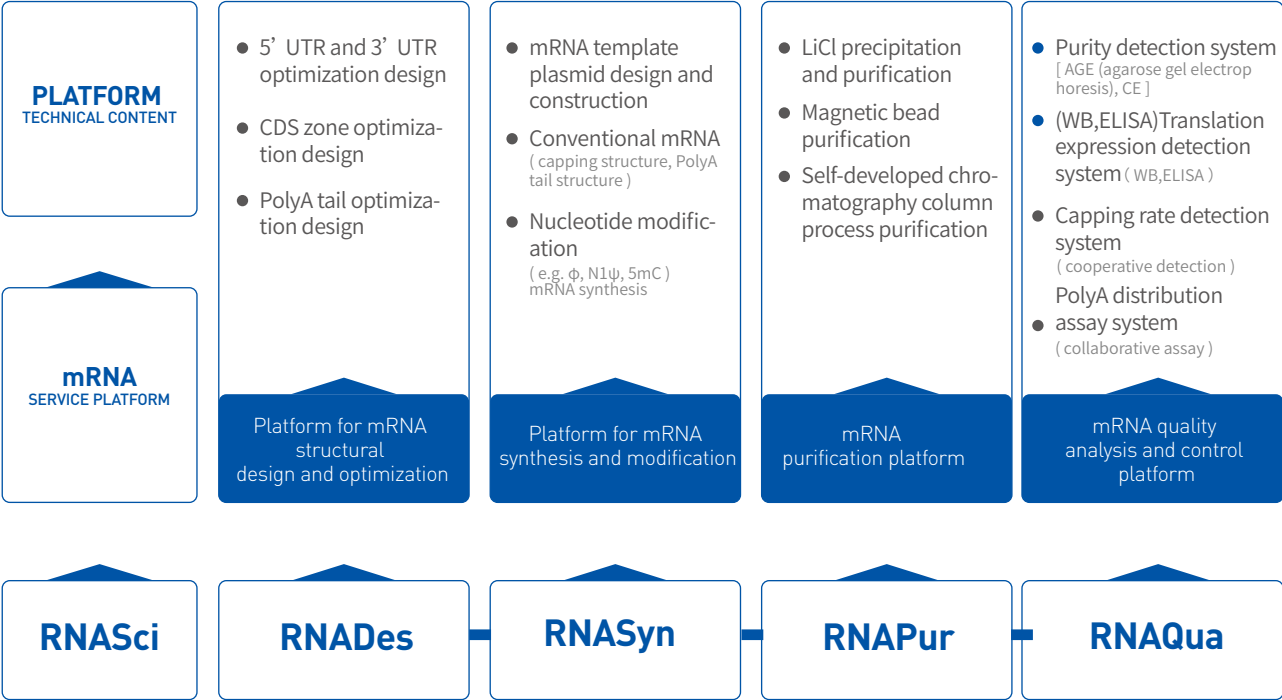 PLATFORM
TECHNICAL CONTENT
5’ UTR and 3’ UTR
optimization design
CDS zone optimiza-
tion design
PolyA tail optimiza-
tion design
mRNA template
plasmid design and
construction
Conventional mRNA
( capping structure, PolyA
tail structure )
Nucleotide modific-
ation
( e.g. φ, N1ψ, 5mC )
mRNA synthesis
LiCl precipitation
and purification
Magnetic bead
purification
Self-developed chro-
matography column
process purification
Purity detection system
[ AGE (agarose gel electrop
horesis), CE ]
(WB,ELISA)Translation
expression detection
system ( WB,ELISA )
Capping rate detection
system
( cooperative detection )
PolyA distribution
assay system
( collaborative assay )
mRNA
SERVICE PLATFORM
Platform for mRNA
structural
design and optimization
Platform for mRNA
synthesis and modification
mRNA
purification platform
mRNA quality
analysis and control
platform
RNASci
RNADes
RNASyn
RNAPur
RNAQua